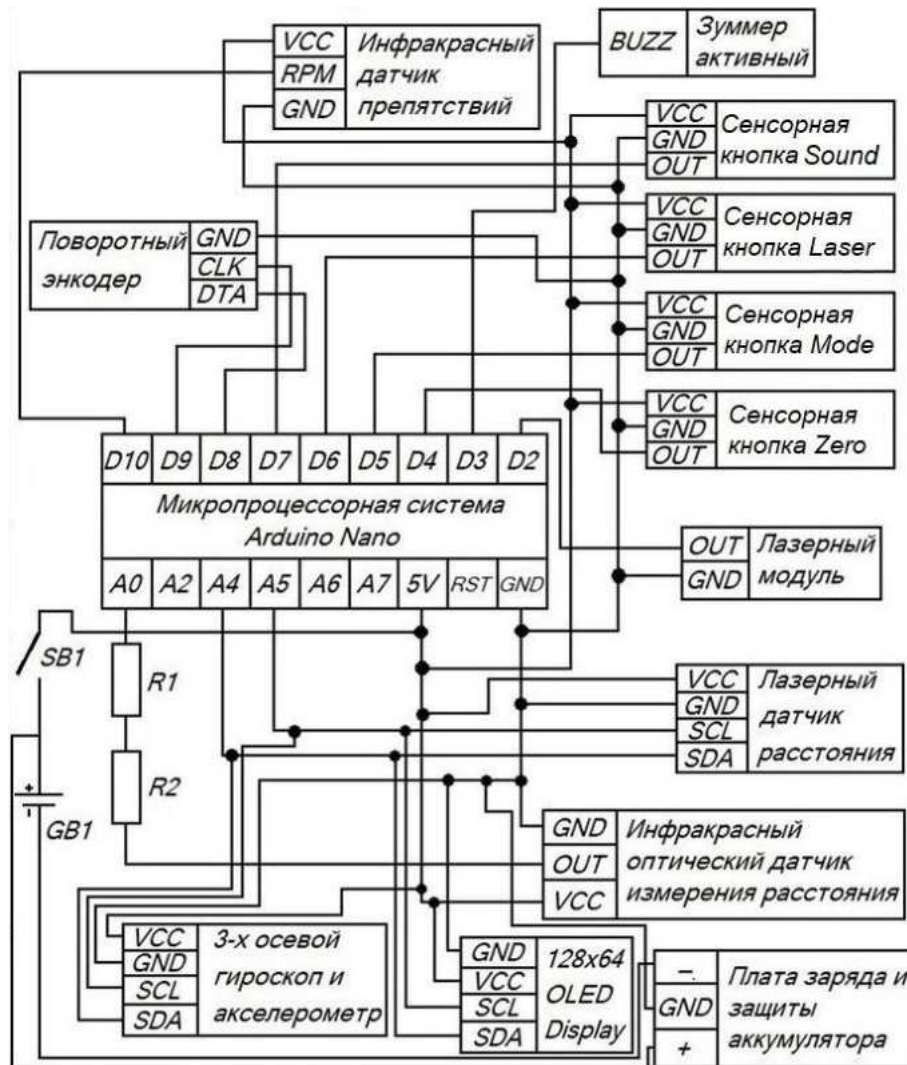 VCC
RPM
GND
Инфракрасный
датчик
препятствий
BUZZ
Зуммер
активный
VCC
GND
OUT
Сенсорная
кнопка Sound
VCC
GND
OUT
Сенсорная
кнопка Laser
Поворотный
энкодер
GND
CLK
DTA
VCC
GND
OUT
Сенсорная
кнопка Mode
VCC
GND
OUT
Сенсорная
кнопка Zero
D10 D9 D8 D7 D6 D5 D4 D3 D2
Микропроцессорная система
Arduino Nano
A0 A2 A4 A5 A6 A7 5V RST GND
OUT
GND
Лазерный
модуль
SB1
R1
R2
+
-
GB1
VCC
GND
SCL
SDA
Лазерный
датчик
расстояния
GND
OUT
VCC
Инфракрасный
оптический датчик
измерения расстояния
VCC
GND
SCL
SDA
3-х осевой
гироскоп и
акселерометр
GND
VCC
SCL
SDA
128x64
OLED
Display
-
GND
+
Плата заряда и
защиты
аккумулятора